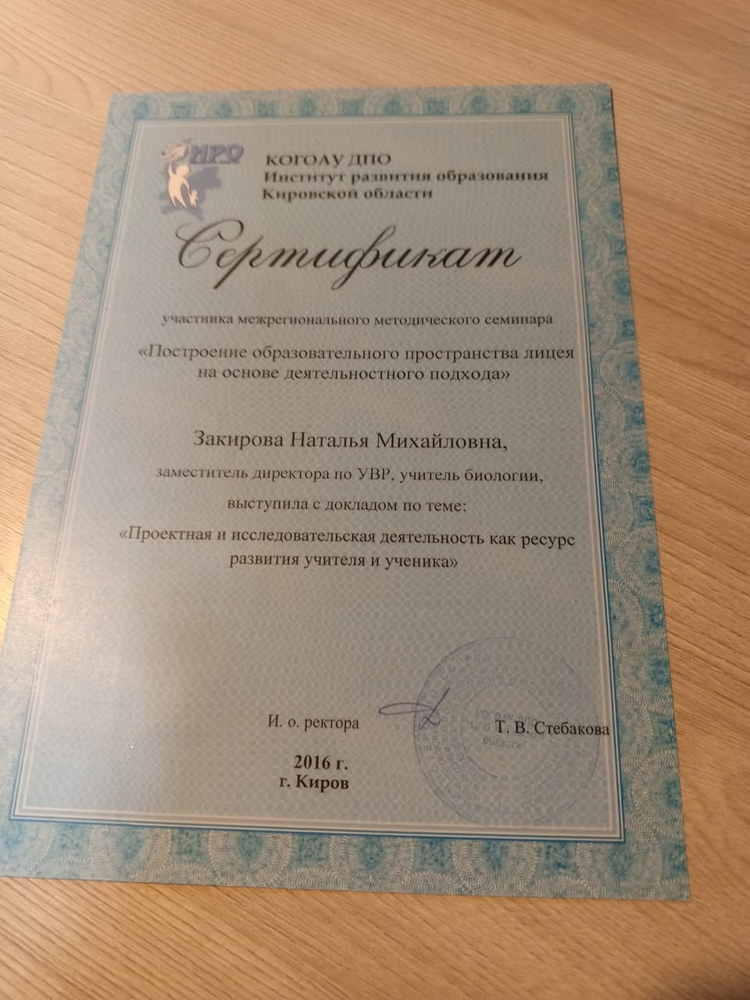 ИРО
КОГОАУ ДПО
Институт развития образования
Кировской области
Сертификат
участника межрегионального методического семинара
«Построение образовательного пространства лицея
на основе деятельностного подхода»
Закирова Наталья Михайловна,
заместитель директора по УВР, учитель биологии,
выступила с докладом по теме:
«Проектная и исследовательская деятельность как ресурс
развития учителя и ученика»
И. о. ректора
Т. В. Стебакова
КОГОАУ ДПО
области
2016 г.
г. Киров